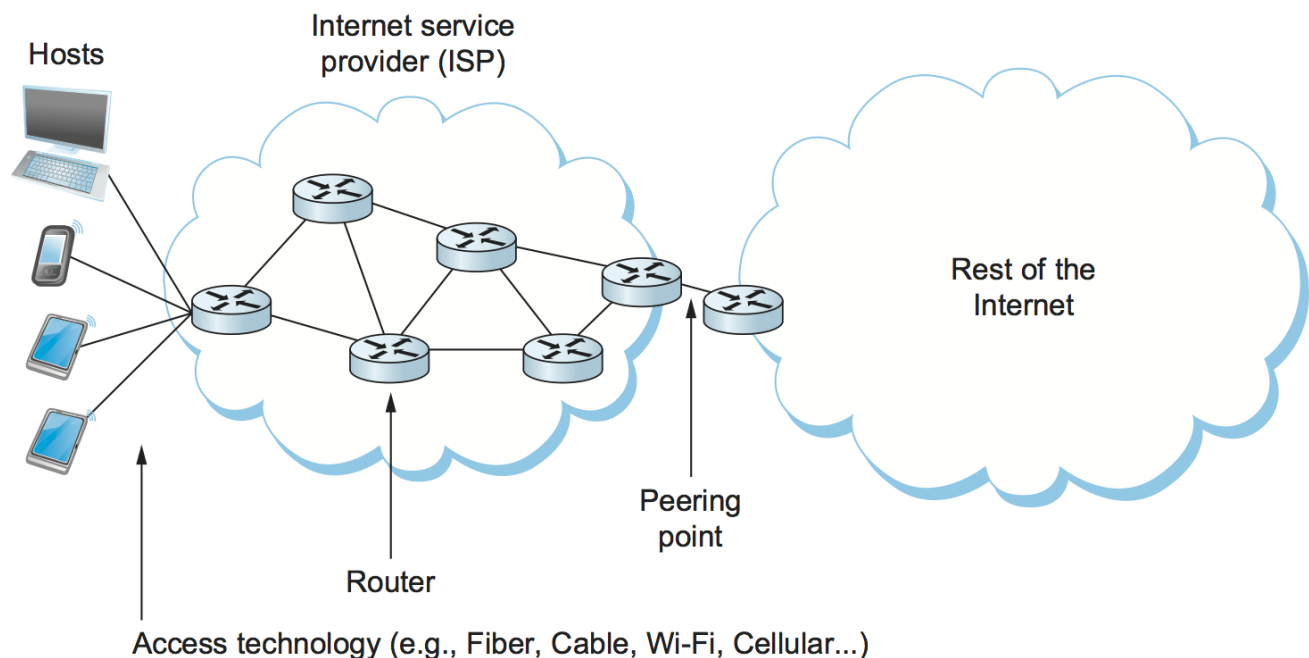 Internet service
provider (ISP)
Hosts
Rest of the
Internet
Peering
point
Router
Access technology (e.g., Fiber, Cable, Wi-Fi, Cellular...)